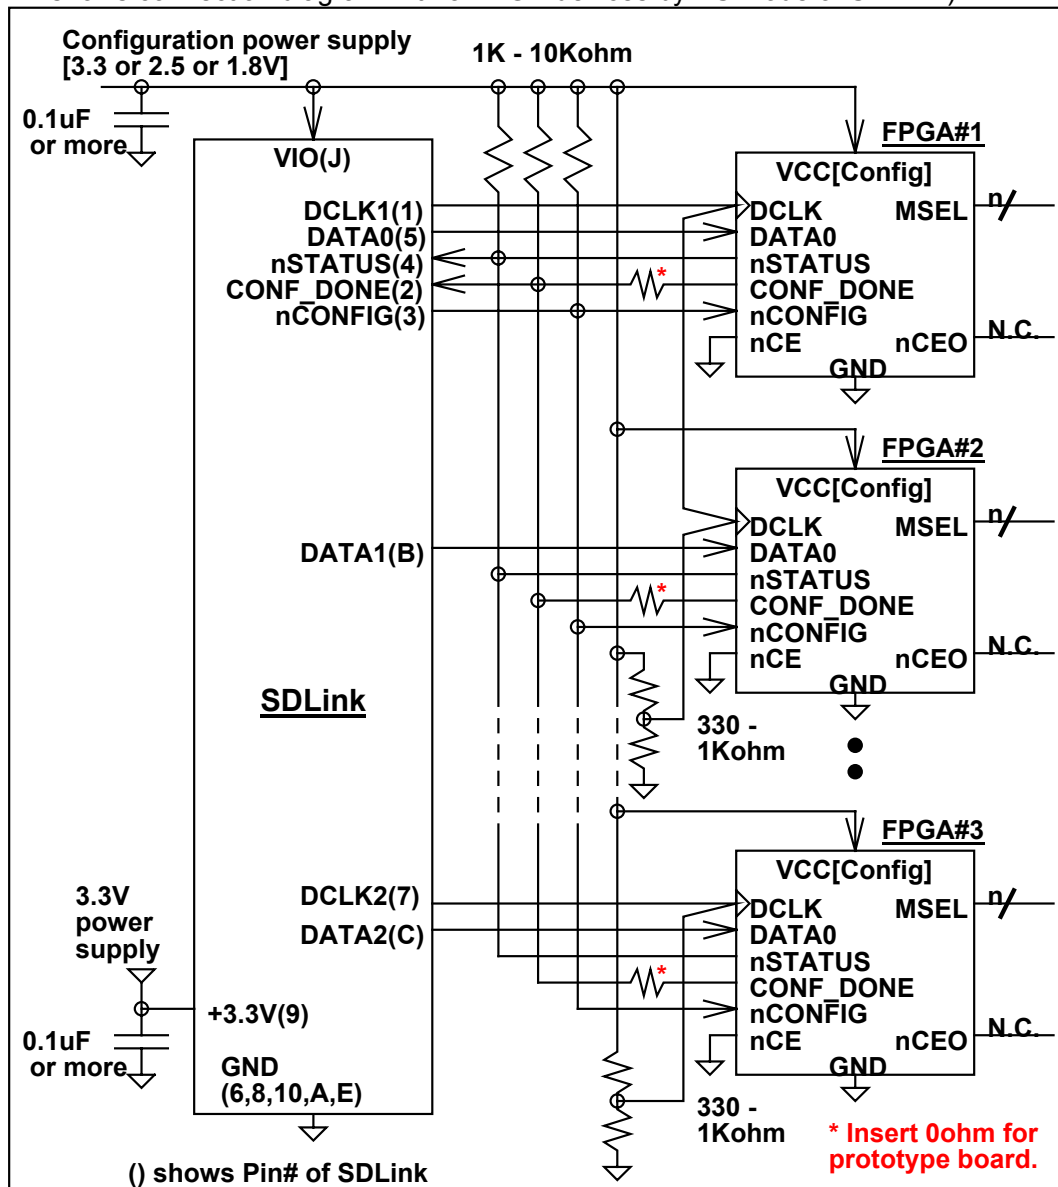 Configuration power supply
[3.3 or 2.5 or 1.8V]
1K - 10Kohm
0.1uF
or more
VIO(J)
DCLK1(1)
DATA0(5)
nSTATUS(4)
CONF_DONE(2)
nCONFIG(3)
FPGA#1
VCC[Config]
DCLK
MSEL
n
DATA0
nSTATUS
*
CONF_DONE
nCONFIG
nCE
nCEO
N.C.
GND
FPGA#2
VCC[Config]
DATA1(B)
DCLK
MSEL
n
DATA0
nSTATUS
*
CONF_DONE
nCONFIG
nCE
nCEO
N.C.
GND
SDLink
330 -
1Kohm
FPGA#3
VCC[Config]
DCLK2(7)
DATA2(C)
DCLK
MSEL
n
DATA0
nSTATUS
*
CONF_DONE
nCONFIG
nCE
nCEO
N.C.
GND
3.3V
power
supply
+3.3V(9)
0.1uF
or more
GND
(6,8,10,A,E)
330 -
1Kohm
* Insert 0ohm for
prototype board.
() shows Pin# of SDLink